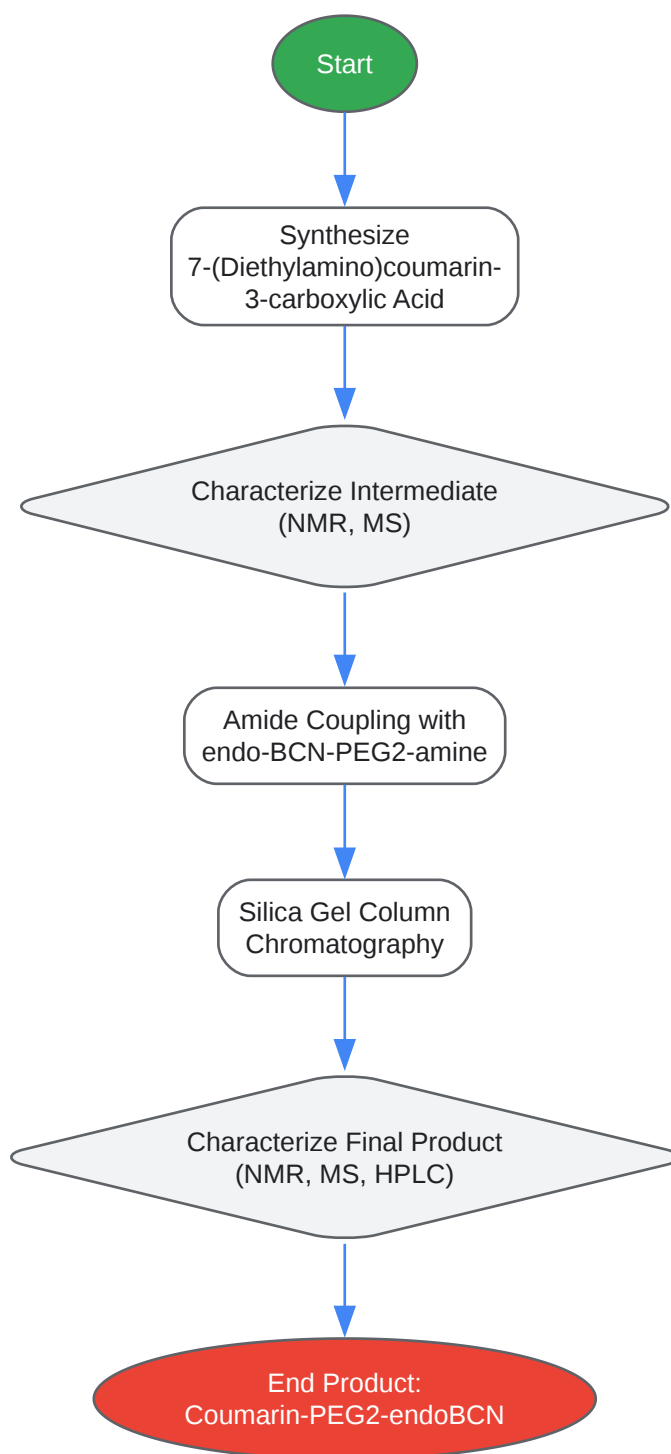 Start
Synthesize
7-(Diethylamino)coumarin-
3-carboxylic Acid
Characterize Intermediate
(NMR, MS)
Amide Coupling with
endo-BCN-PEG2-amine
Silica Gel Column
Chromatography
Characterize Final Product
(NMR, MS, HPLC)
End Product:
Coumarin-PEG2-endoBCN